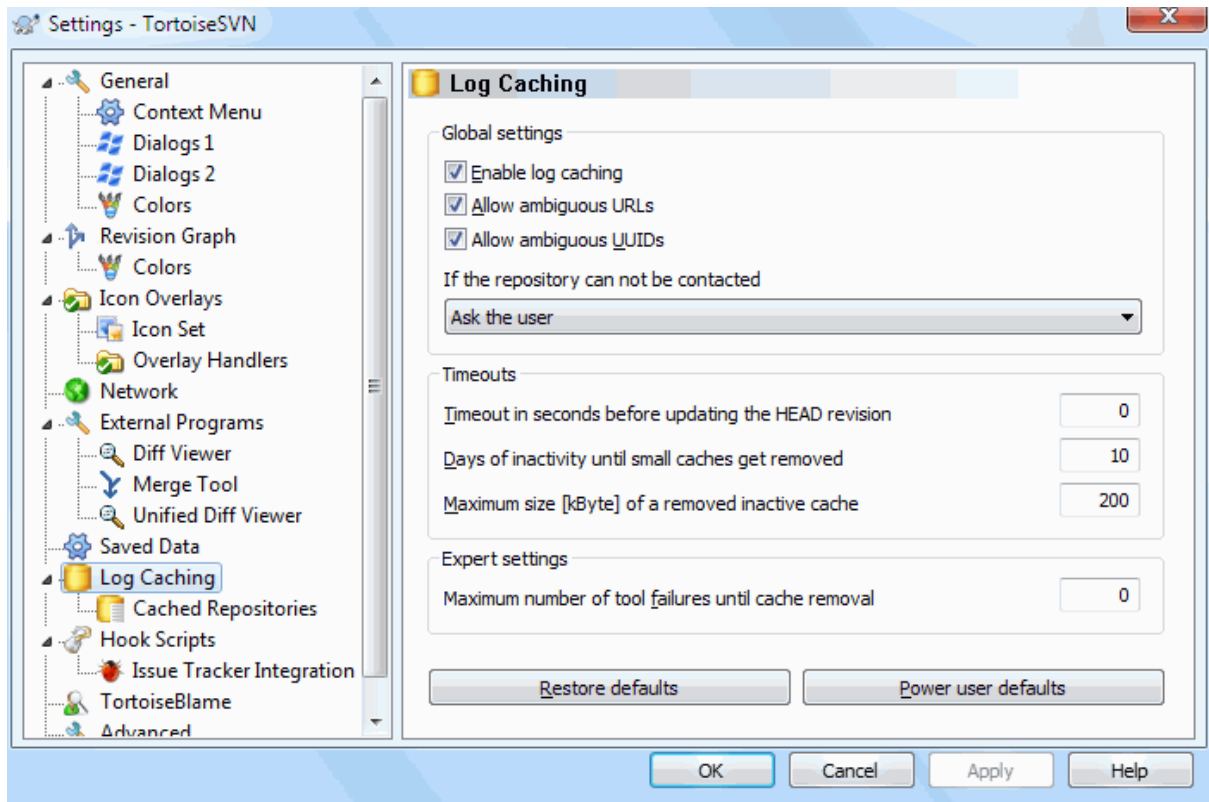 Settings - TortoiseSVN
General
Context Menu
Dialogs 1
Dialogs 2
Colors
Revision Graph
Colors
Icon Overlays
Icon Set
Overlay Handlers
Network
External Programs
Diff Viewer
Merge Tool
Unified Diff Viewer
Saved Data
Log Caching
Cached Repositories
Hook Scripts
Issue Tracker Integration
TortoiseBlame
Advanced
Log Caching
Global settings
Enable log caching
Allow ambiguous URLs
Allow ambiguous UUIDs
If the repository can not be contacted
Ask the user
Timeouts
Timeout in seconds before updating the HEAD revision 0
Days of inactivity until small caches get removed 10
Maximum size [kByte] of a removed inactive cache 200
Expert settings
Maximum number of tool failures until cache removal 0
Restore defaults Power user defaults
OK Cancel Apply Help